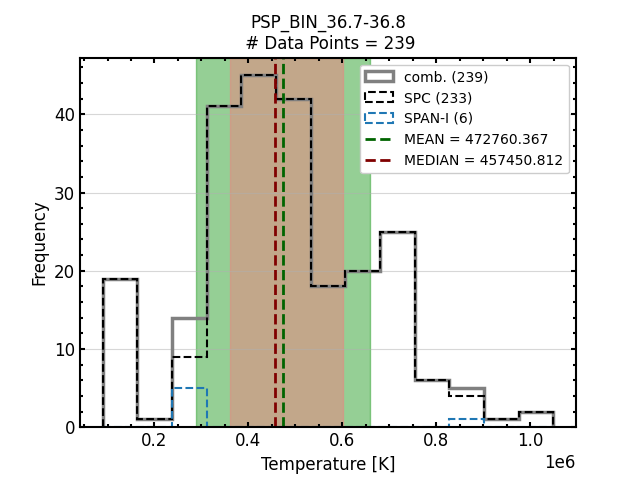 PSP_BIN_36.7-36.8
# Data Points = 239
comb. (239)
SPC (233)
SPAN-I (6)
MEAN = 472760.367
MEDIAN = 457450.812
Frequency
40
30
20
10
0
0.2 0.4 0.6 0.8 1.0
1e6
Temperature [K]